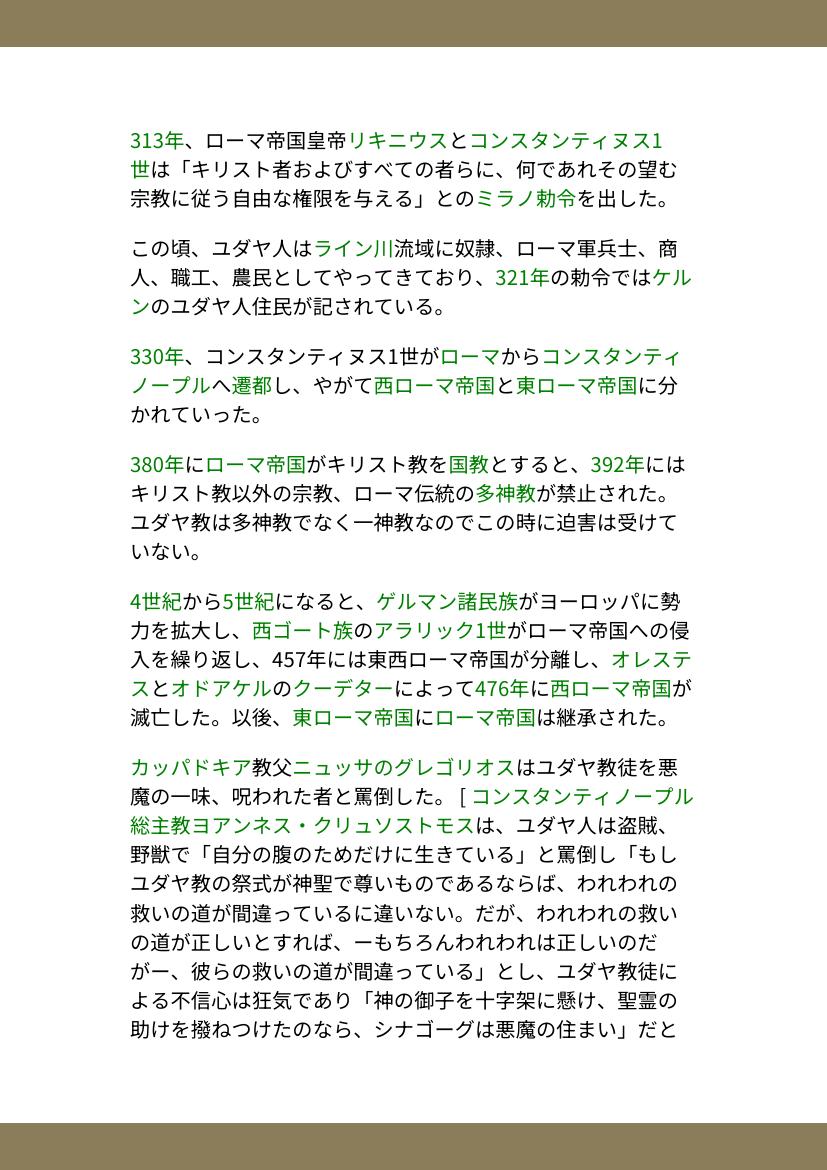 313年、ローマ帝国皇帝リキニウスとコンスタンティヌス1
世は「キリスト者およびすべての者らに、何であれその望む
宗教に従う自由な権限を与える」とのミラノ勅令を出した。
この頃、ユダヤ人はライン川流域に奴隷、ローマ軍兵士、商
人、職工、農民としてやってきており、321年の勅令ではケル
ンのユダヤ人住民が記されている。
330年、コンスタンティヌス1世がローマからコンスタンティ
ノープルへ遷都し、やがて西ローマ帝国と東ローマ帝国に分
かれていった。
380年にローマ帝国がキリスト教を国教とすると、392年には
キリスト教以外の宗教、ローマ伝統の多神教が禁止された。
ユダヤ教は多神教でなく一神教なのでこの時に迫害は受けて
いない。
4世紀から5世紀になると、ゲルマン諸民族がヨーロッパに勢
力を拡大し、西ゴート族のアラリック1世がローマ帝国への侵
入を繰り返し、457年には東西ローマ帝国が分離し、オレステ
スとオドアケルのクーデターによって476年に西ローマ帝国が
滅亡した。以後、東ローマ帝国にローマ帝国は継承された。
カッパドキア教父ニュッサのグレゴリオスはユダヤ教徒を悪
魔の一味、呪われた者と罵倒した。 [ コンスタンティノープル
総主教ヨアンネス・クリュソストモスは、ユダヤ人は盗賊、
野獣で「自分の腹のためだけに生きている」と罵倒し「もし
ユダヤ教の祭式が神聖で尊いものであるならば、われわれの
救いの道が間違っているに違いない。だが、われわれの救い
の道が正しいとすれば、ーもちろんわれわれは正しいのだ
がー、彼らの救いの道が間違っている」とし、ユダヤ教徒に
よる不信心は狂気であり「神の御子を十字架に懸け、聖霊の
助けを撥ねつけたのなら、シナゴーグは悪魔の住まい」だと